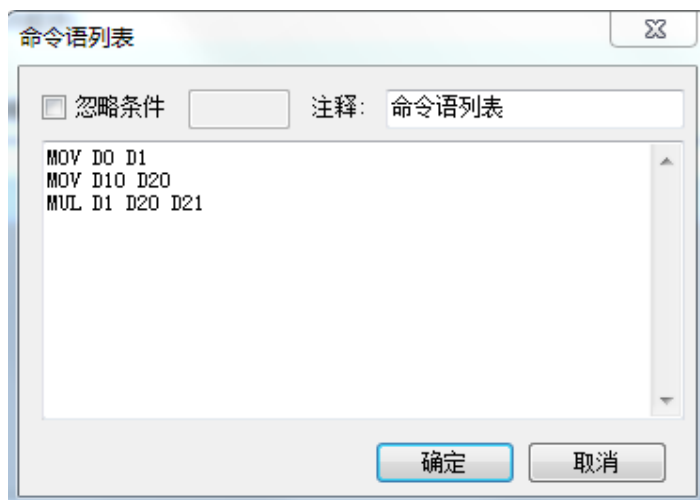 命令语列表
忽略条件 注释: 命令语列表
MOV D0 D1
MOV D10 D20
MUL D1 D20 D21
确定 取消